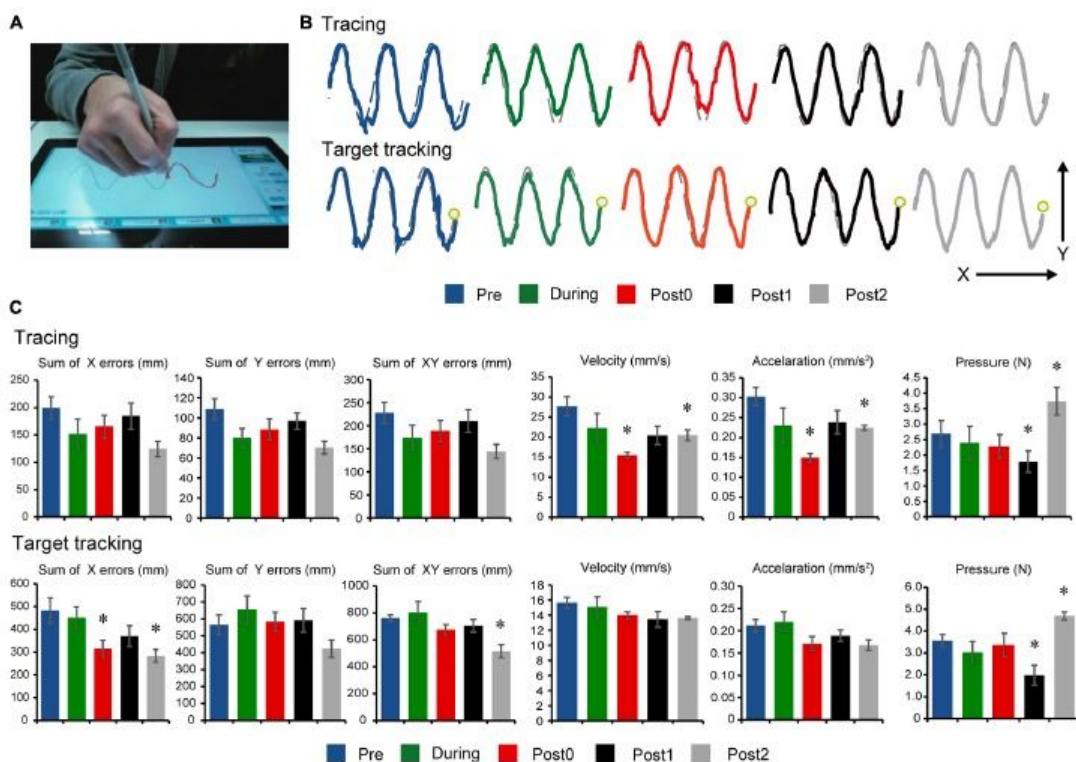 A
B
Tracing
Target tracking
Y
X
Pre During Post0 Post1 Post2
C
Tracing
Sum of X errors (mm) Sum of Y errors (mm) Sum of XY errors (mm) Velocity (mm/s) Accelaration (mm/s²) Pressure (N)
250 140 300 35 0.35 4.5
200 120 250 30 0.30 4.0
150 100 200 25 0.25 3.5
100 80 150 20 0.20 3.0
50 60 100 15 0.15 2.5
0 40 50 10 0.10 2.0
20 0 5 0.05 1.5
0 0 0.00 1.0
0.5
0
* * * * * *
Target tracking
Sum of X errors (mm) Sum of Y errors (mm) Sum of XY errors (mm) Velocity (mm/s) Accelaration (mm/s²) Pressure (N)
600 800 1000 18 0.30 6.0
500 700 800 16 0.25 5.0
400 600 600 14 0.20 4.0
300 500 400 12 0.15 3.0
200 400 200 10 0.10 2.0
100 300 0 8 0.05 1.0
0 200 6 0.00 0.0
100 4
0 2
0
* * * * *
Pre During Post0 Post1 Post2